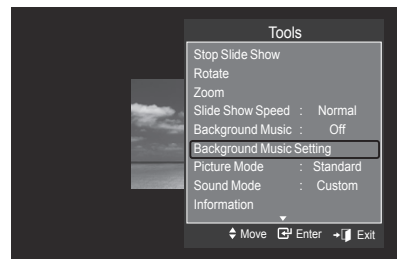 Tools
Stop Slide Show
Rotate
Zoom
Slide Show Speed : Normal
Background Music : Off
Background Music Setting
Picture Mode : Standard
Sound Mode : Custom
Information
Move Enter Exit